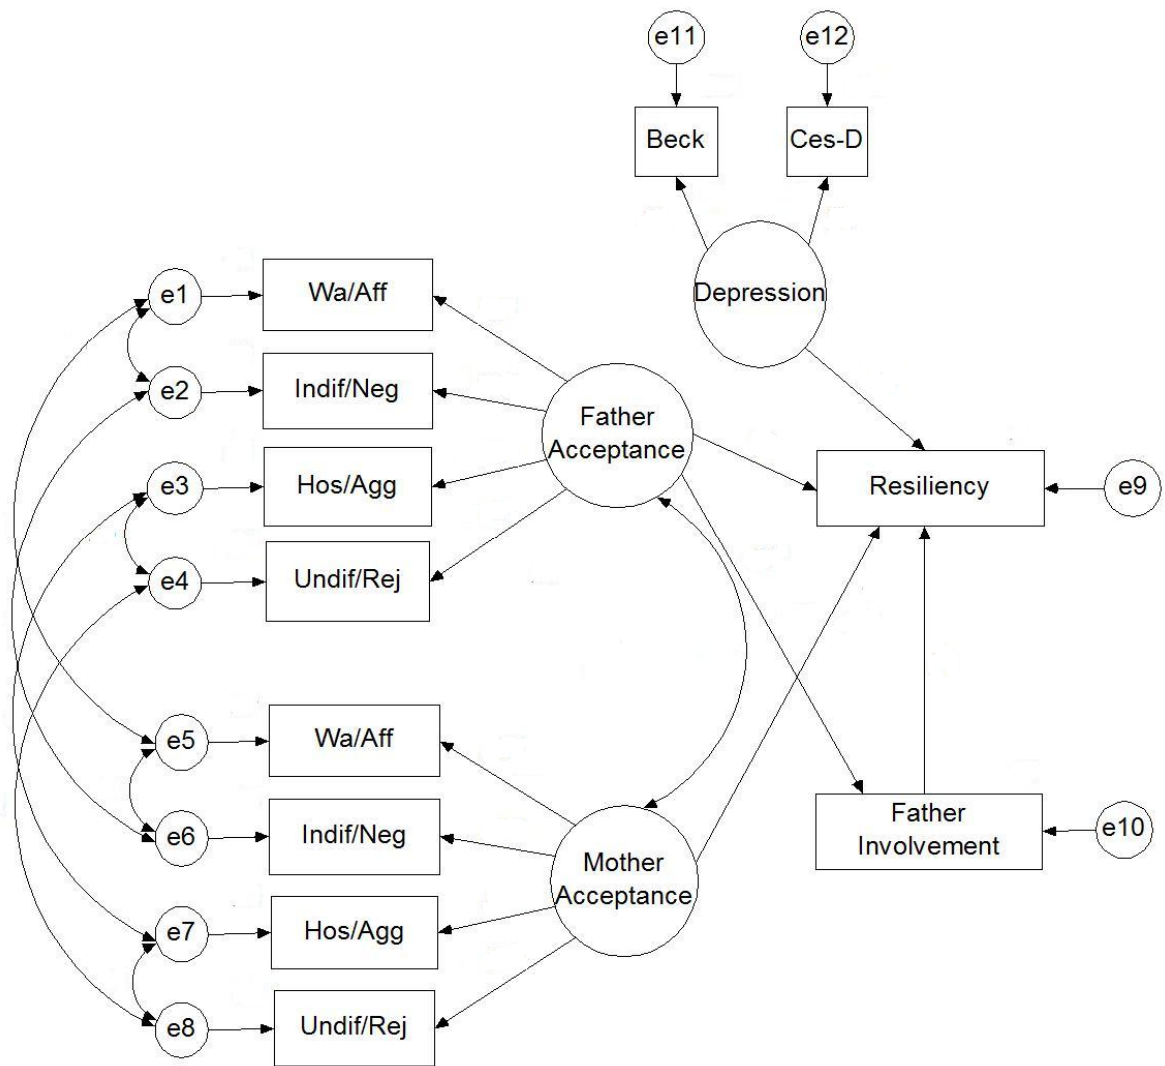 e11
e12
Beck
Ces-D
Depression
e1
Wa/Aff
e2
Indif/Neg
Father
Acceptance
e3
Hos/Agg
Resiliency
e9
e4
Undif/Rej
e5
Wa/Aff
e6
Indif/Neg
Father
Involvement
e10
Mother
Acceptance
e7
Hos/Agg
e8
Undif/Rej